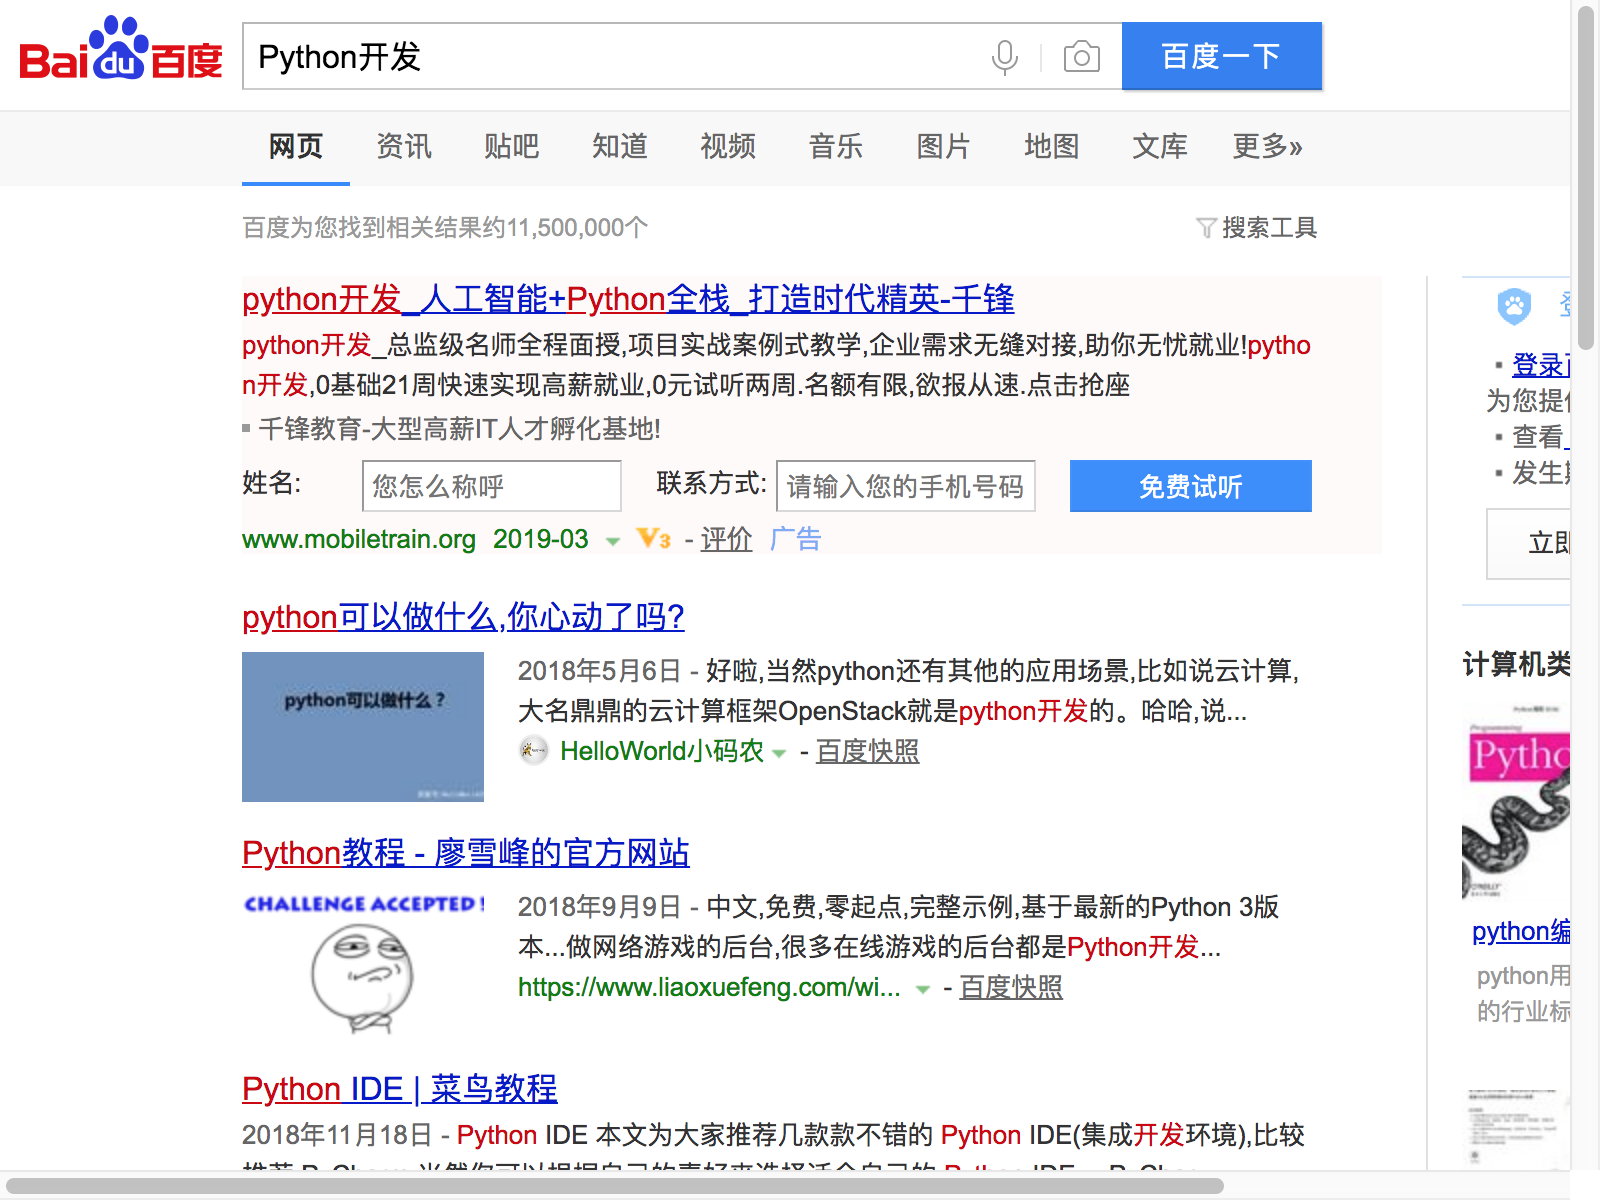 Bai du 百度
Python开发
百度一下
网页 资讯 贴吧 知道 视频 音乐 图片 地图 文库 更多»
百度为您找到相关结果约11,500,000个
搜索工具
python开发_人工智能+Python全栈_打造时代精英-千锋
python开发_总监级名师全程面授,项目实战案例式教学,企业需求无缝对接,助你无忧就业!pytho
n开发,0基础21周快速实现高薪就业,0元试听两周.名额有限,欲报从速.点击抢座
千锋教育-大型高薪IT人才孵化基地!
姓名: 您怎么称呼 联系方式: 请输入您的手机号码 免费试听
www.mobiletrain.org 2019-03 V3 - 评价 广告
python可以做什么,你心动了吗?
python可以做什么？
2018年5月6日 - 好啦,当然python还有其他的应用场景,比如说云计算,
大名鼎鼎的云计算框架OpenStack就是python开发的。哈哈,说...
HelloWorld小码农 - 百度快照
Python教程 - 廖雪峰的官方网站
CHALLENGE ACCEPTED !
2018年9月9日 - 中文,免费,零起点,完整示例,基于最新的Python 3版
本...做网络游戏的后台,很多在线游戏的后台都是Python开发...
https://www.liaoxuefeng.com/wi... - 百度快照
Python IDE | 菜鸟教程
2018年11月18日 - Python IDE 本文为大家推荐几款款不错的 Python IDE(集成开发环境),比较
登录
为您提
查看
发生
立即
计算机类
Programming
Pytho
O'REILLY
python编
python用
的行业标